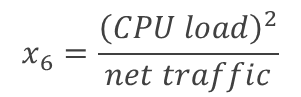 x₆ = (CPU load)² / net traffic